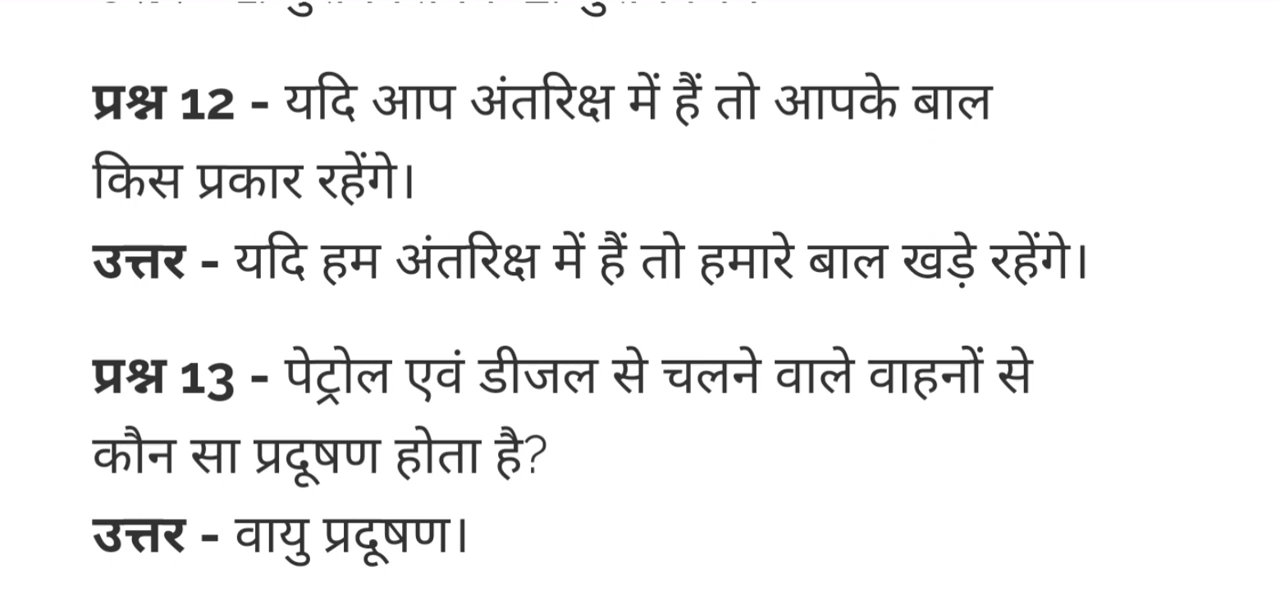 प्रश्न 12 - यदि आप अंतरिक्ष में हैं तो आपके बाल
किस प्रकार रहेंगे।
उत्तर - यदि हम अंतरिक्ष में हैं तो हमारे बाल खड़े रहेंगे।
प्रश्न 13 - पेट्रोल एवं डीजल से चलने वाले वाहनों से
कौन सा प्रदूषण होता है?
उत्तर - वायु प्रदूषण।